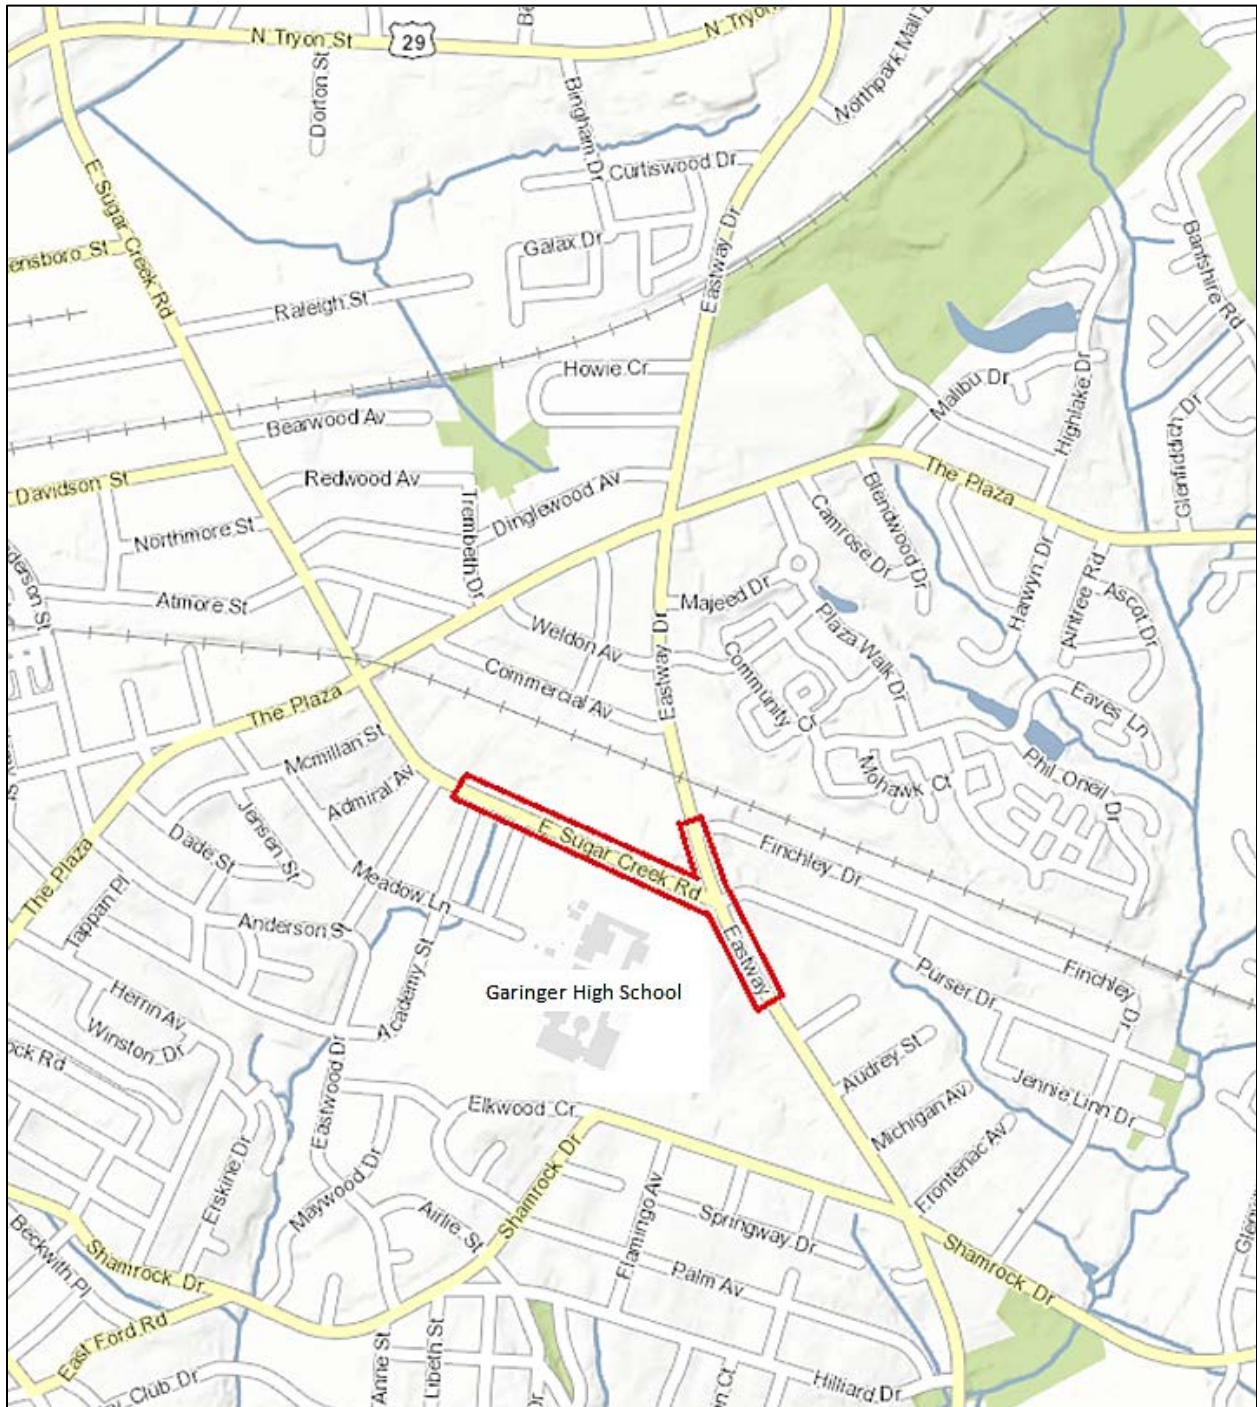 N Tryon St
29
N Tryon St
Northpark Mall D
Dorton St
Bingham Dr
Curtiswood Dr
E Sugar Creek Rd
Eastway Dr
Galax Dr
Banfshire Rd
ensboro St
Raleigh St
Howie Cr
Malibu Dr
Highlake Dr
Bearwood Av
Glenfiddich Dr
Davidson St
Redwood Av
The Plaza
Trembeth Dr
Dinglewood Av
Blendwood Dr
Camrose Dr
Northmore St
Harwyn Dr
Aintree Rd
Ascot Dr
Atmore St
Majeed Dr
Plaza Walk Dr
Weldon Av
Eastway Dr
Community Cr
Commercial Av
Eaves Ln
The Plaza
Mcmillan St
Mohawk Ct
Phil Oneil Dr
Admiral Av
Jensen St
E Sugar Creek Rd
Finchley Dr
Dade St
The Plaza
Meadow Ln
Tappan Pl
Anderson S
Eastway
Academy St
Purser Dr
Finchley Dr
Garinger High School
Herrin Av
Winston Dr
ock Rd
Eastwood Dr
Audrey St
Jennie Linn Dr
Michigan Av
Elkwood Cr
Frontenac Av
Shamrock Dr
Erskine Dr
Maywood Dr
Airlie St
Flamingo Av
Springway Dr
Beckwith Pl
Shamrock Dr
Palm Av
Shamrock Dr
East Ford Rd
Anne St
Libeth St
Club Dr
Hilliard Dr